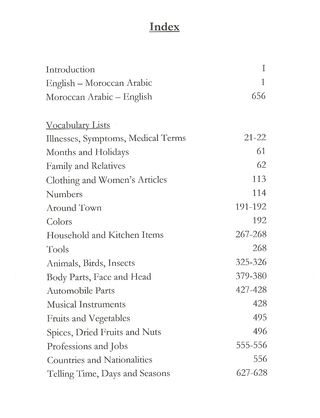 Index
Introduction I
English – Moroccan Arabic 1
Moroccan Arabic – English 656
Vocabulary Lists
Illnesses, Symptoms, Medical Terms 21-22
Months and Holidays 61
Family and Relatives 62
Clothing and Women's Articles 113
Numbers 114
Around Town 191-192
Colors 192
Household and Kitchen Items 267-268
Tools 268
Animals, Birds, Insects 325-326
Body Parts, Face and Head 379-380
Automobile Parts 427-428
Musical Instruments 428
Fruits and Vegetables 495
Spices, Dried Fruits and Nuts 496
Professions and Jobs 555-556
Countries and Nationalities 556
Telling Time, Days and Seasons 627-628